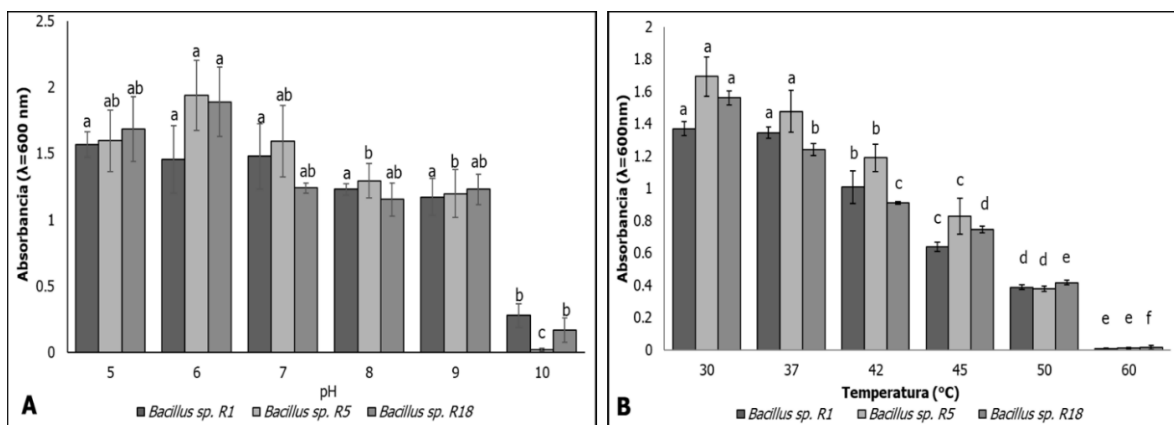 2.5
2
1.5
1
0.5
0
Absorbancia (λ=600 nm)
a ab ab
a a a
a ab ab
ab b ab
a b ab
b c b
5 6 7 8 9 10
pH
A
Bacillus sp. R1 Bacillus sp. R5 Bacillus sp. R18
2
1.8
1.6
1.4
1.2
1
0.8
0.6
0.4
0.2
0
Absorbancia (λ=600nm)
a a a
a a b
b b c
c c d
d d e
e e f
30 37 42 45 50 60
Temperatura (°C)
B
Bacillus sp. R1 Bacillus sp. R5 Bacillus sp. R18